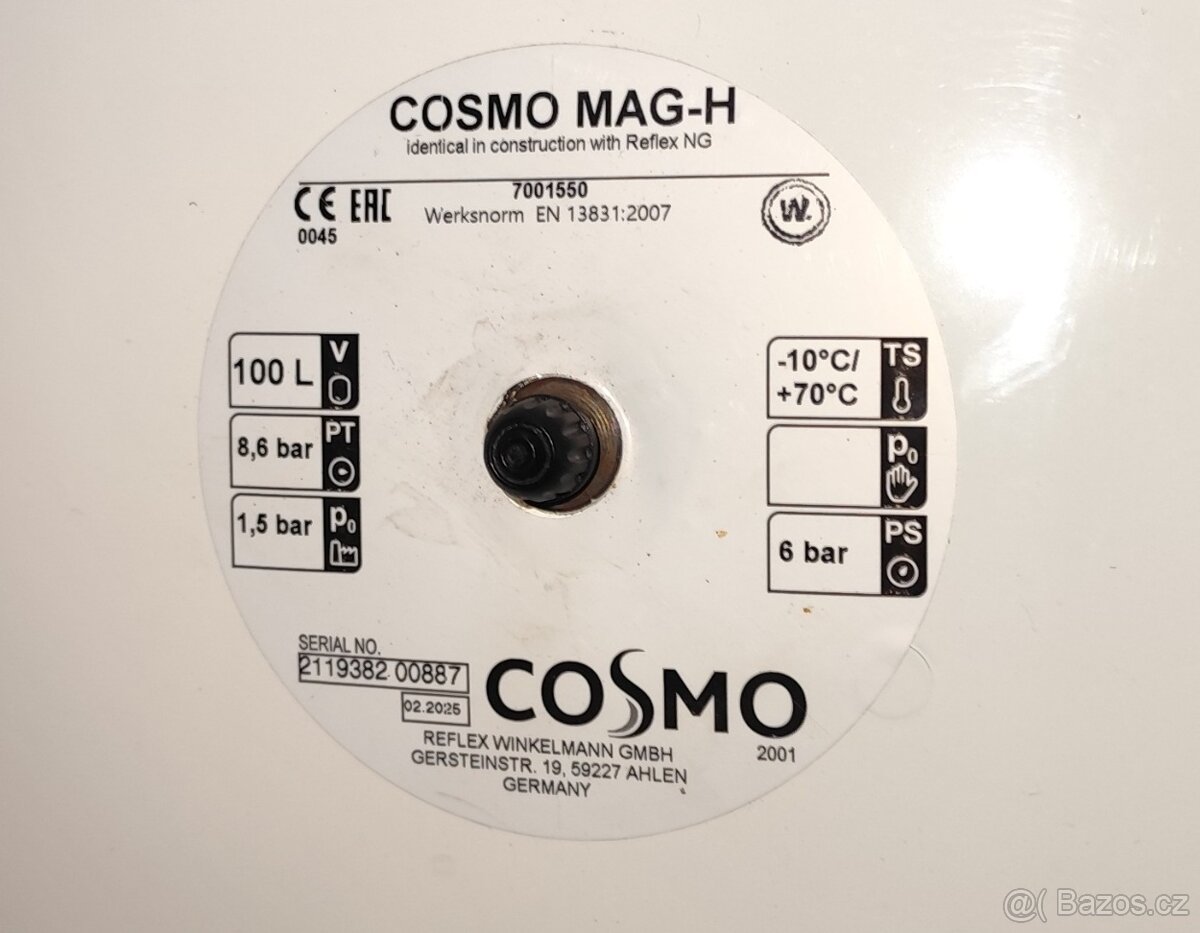 COSMO MAG-H
identical in construction with Reflex NG
7001550
CE EAC
Werksnorm EN 13831:2007
0045
W.
100 L V
8,6 bar PT
1,5 bar p0
-10°C/ TS
+70°C
p0
6 bar PS
SERIAL NO.
2119382 00887
02.2025
COSMO
2001
REFLEX WINKELMANN GMBH
GERSTEINSTR. 19, 59227 AHLEN
GERMANY
@( Bazos.cz